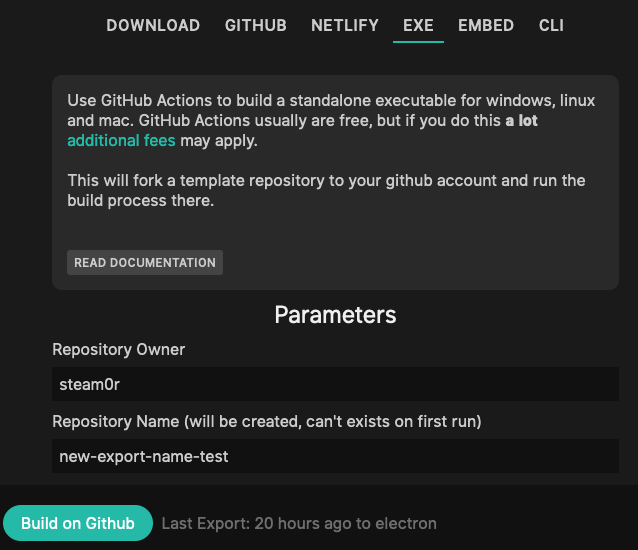 DOWNLOAD GITHUB NETLIFY EXE EMBED CLI
Use GitHub Actions to build a standalone executable for windows, linux
and mac. GitHub Actions usually are free, but if you do this a lot
additional fees may apply.
This will fork a template repository to your github account and run the
build process there.
READ DOCUMENTATION
Parameters
Repository Owner
steam0r
Repository Name (will be created, can't exists on first run)
new-export-name-test
Build on Github Last Export: 20 hours ago to electron